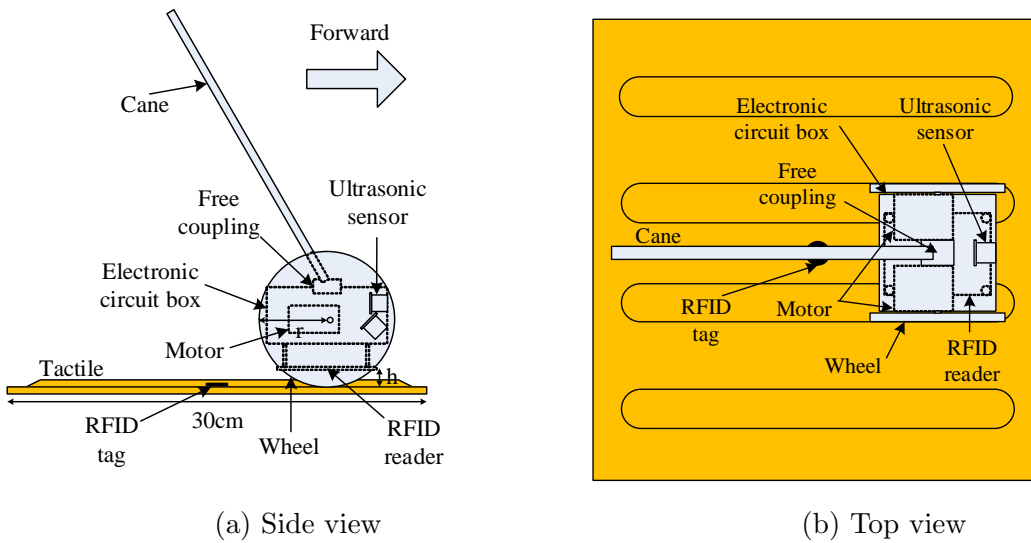 Forward
Cane
Ultrasonic
sensor
Free
coupling
Electronic
circuit box
r
Motor
Tactile
h
RFID
tag
30cm
Wheel
RFID
reader
(a) Side view
Electronic
circuit box
Ultrasonic
sensor
Free
coupling
Cane
RFID
tag
Motor
Wheel
RFID
reader
(b) Top view